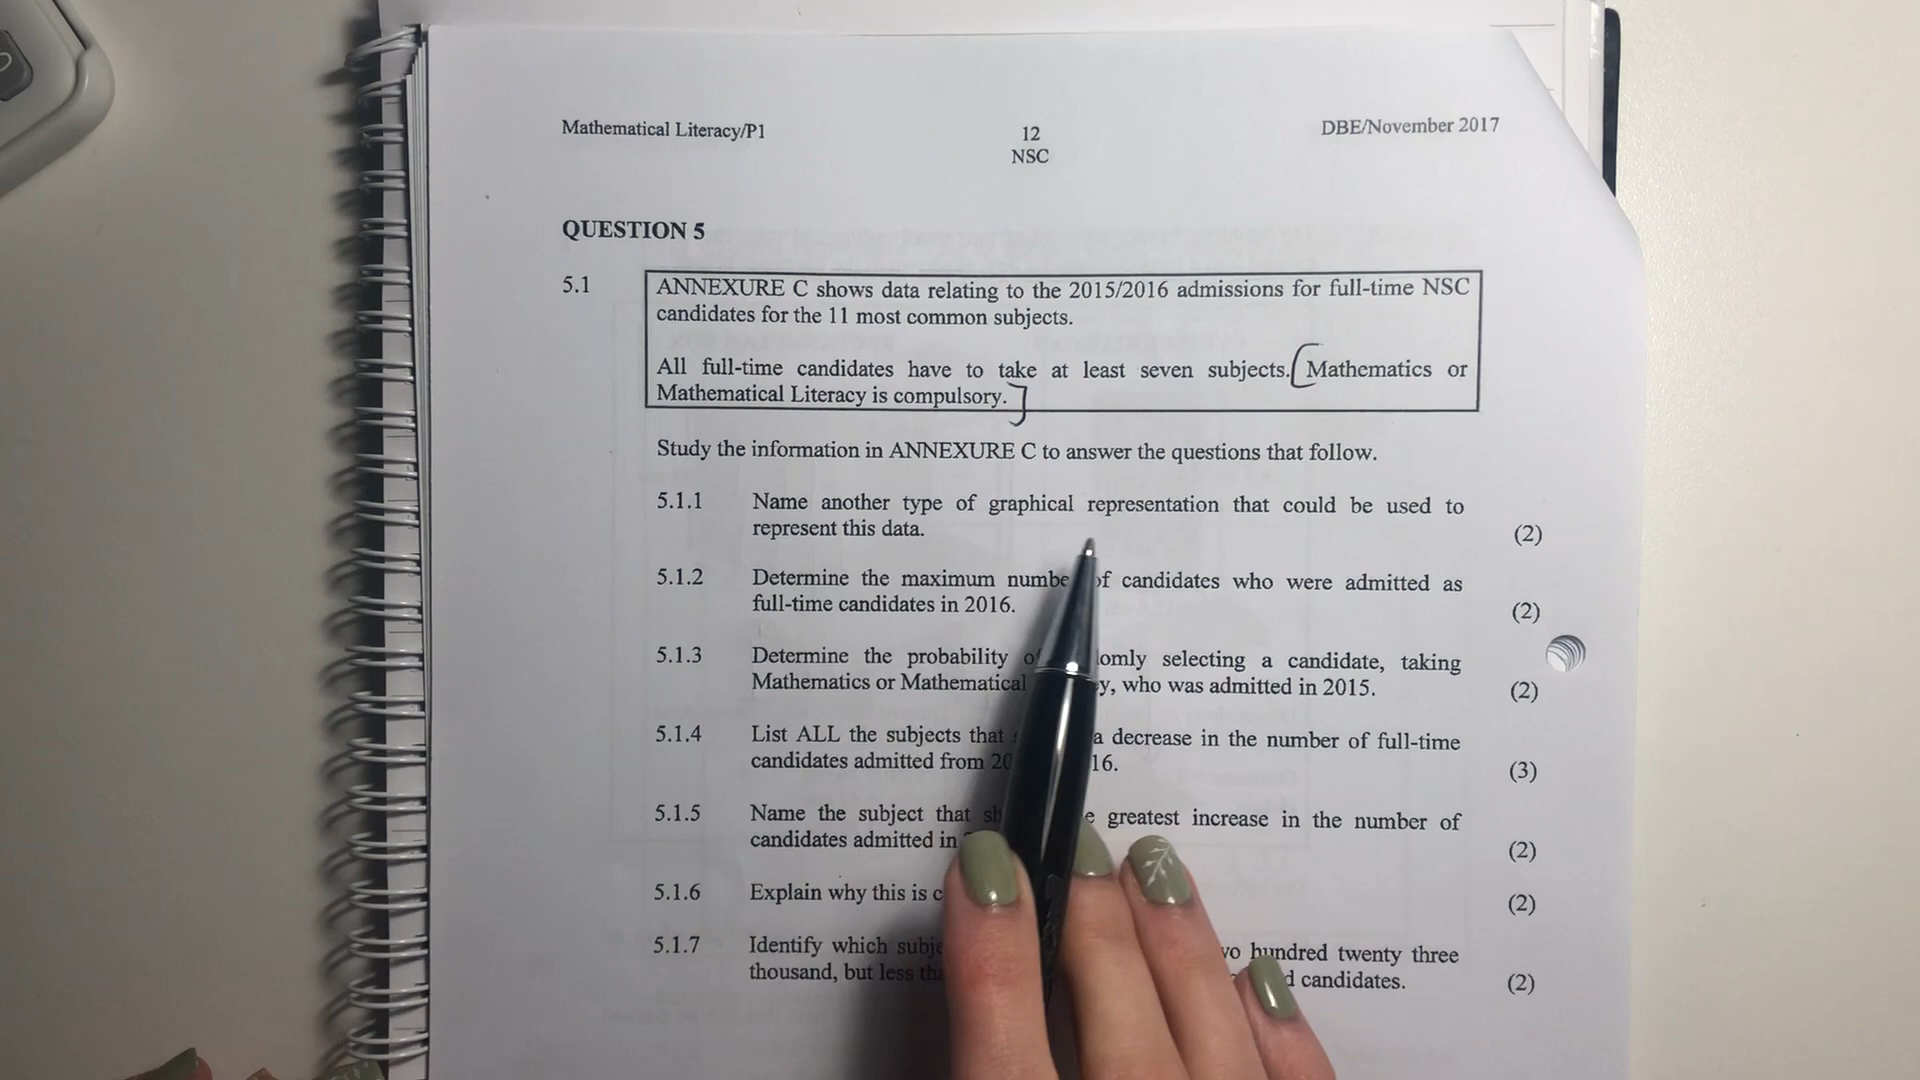 Mathematical Literacy/P1
12
DBE/November 2017
NSC
QUESTION 5
5.1 ANNEXURE C shows data relating to the 2015/2016 admissions for full-time NSC
candidates for the 11 most common subjects.
All full-time candidates have to take at least seven subjects. Mathematics or
Mathematical Literacy is compulsory.
Study the information in ANNEXURE C to answer the questions that follow.
5.1.1 Name another type of graphical representation that could be used to
represent this data. (2)
5.1.2 Determine the maximum of candidates who were admitted as
full-time candidates in 2016. (2)
5.1.3 Determine the probability selecting a candidate, taking
Mathematics or Mathematical who was admitted in 2015. (2)
5.1.4 List ALL the subjects that a decrease in the number of full-time
candidates admitted from (3)
5.1.5 Name the subject that greatest increase in the number of
candidates admitted in (2)
5.1.6 Explain why this is (2)
5.1.7 Identify which hundred twenty three
thousand, but less candidates. (2)